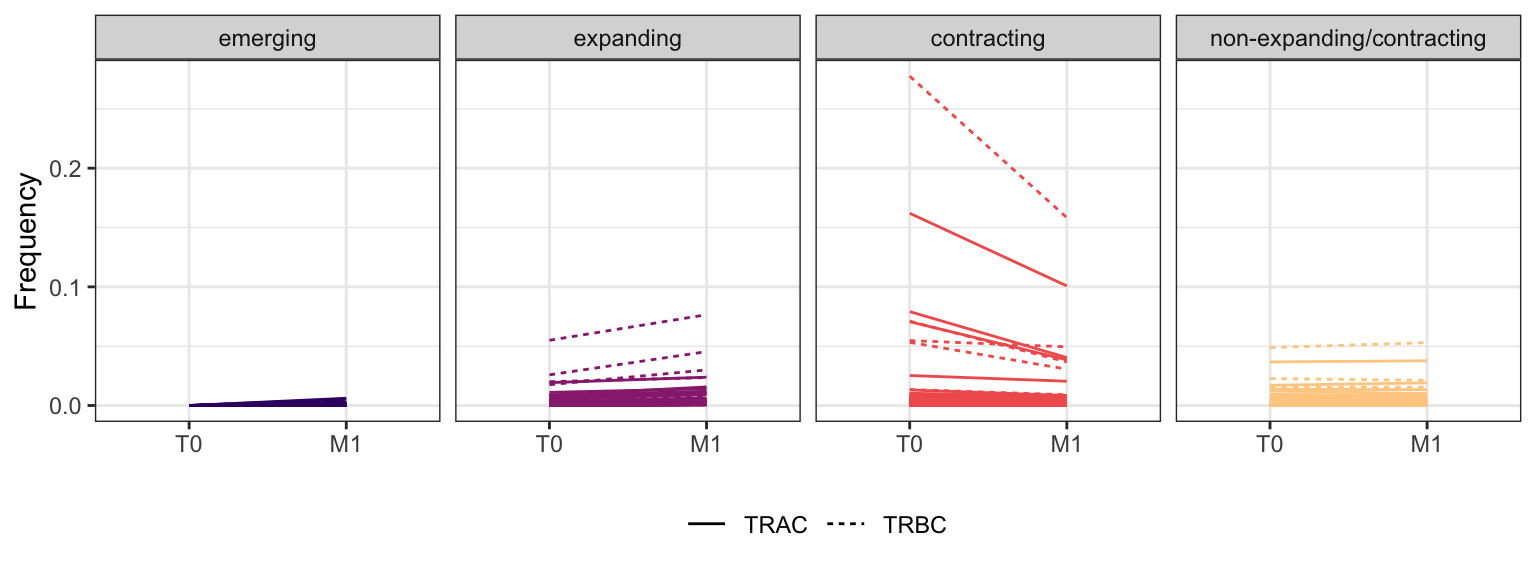 emerging expanding contracting non-expanding/contracting
Frequency
0.2
0.1
0.0
T0 M1 T0 M1 T0 M1 T0 M1
TRAC TRBC